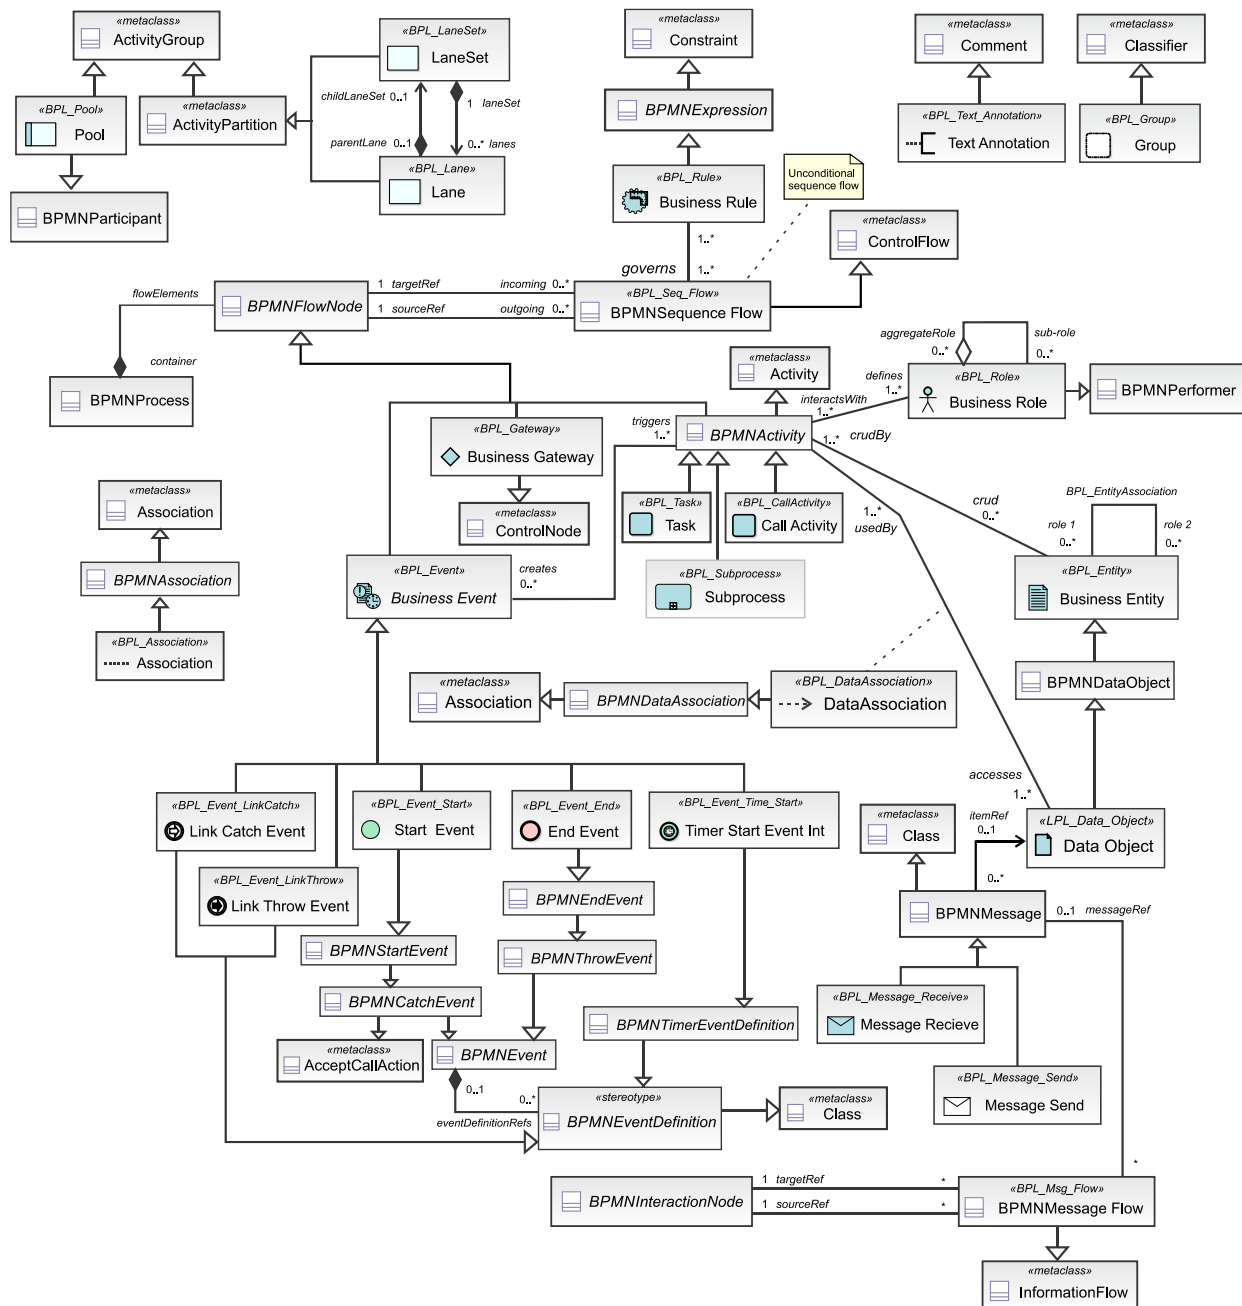 «metaclass»
ActivityGroup
«BPL_LaneSet»
LaneSet
«metaclass»
Constraint
«metaclass»
Comment
«metaclass»
Classifier
«BPL_Pool»
Pool
«metaclass»
ActivityPartition
childLaneSet 0..1
1 laneSet
parentLane 0..1
0..* lanes
BPMNExpression
«BPL_Text_Annotation»
Text Annotation
«BPL_Group»
Group
«BPL_Lane»
Lane
«BPL_Rule»
Business Rule
Unconditional
sequence flow
BPMNParticipant
«metaclass»
ControlFlow
1..*
governs 1..*
flowElements
BPMNFlowNode
1 targetRef incoming 0..*
1 sourceRef outgoing 0..*
«BPL_Seq_Flow»
BPMNSequence Flow
container
BPMNProcess
aggregateRole
0..*
sub-role
0..*
«metaclass»
Activity
defines
1..*
«BPL_Role»
Business Role
BPMNPerformer
interactsWith
1..*
triggers
1..*
BPMNActivity
1..* crudBy
«BPL_Gateway»
Business Gateway
«metaclass»
ControlNode
«BPL_Task»
Task
«BPL_CallActivity»
Call Activity
crud
0..*
BPL_EntityAssociation
role 1
0..*
role 2
0..*
1..*
usedBy
«metaclass»
Association
BPMNAssociation
«BPL_Association»
Association
«BPL_Event»
Business Event
creates
0..*
«BPL_Subprocess»
Subprocess
«BPL_Entity»
Business Entity
«metaclass»
Association
BPMNDataAssociation
«BPL_DataAssociation»
DataAssociation
BPMNDataObject
«BPL_Event_LinkCatch»
Link Catch Event
«BPL_Event_Start»
Start Event
«BPL_Event_End»
End Event
«BPL_Event_Time_Start»
Timer Start Event Int
accesses
1..*
«LPL_Data_Object»
Data Object
«metaclass»
Class
itemRef
0..1
0..*
«BPL_Event_LinkThrow»
Link Throw Event
BPMNEndEvent
BPMNMessage
0..1 messageRef
BPMNStartEvent
BPMNThrowEvent
BPMNCatchEvent
BPMNTimerEventDefinition
«BPL_Message_Receive»
Message Recieve
«metaclass»
AcceptCallAction
BPMNEvent
0..1
0..*
eventDefinitionRefs
«stereotype»
BPMNEventDefinition
«metaclass»
Class
«BPL_Message_Send»
Message Send
*
BPMNInteractionNode
1 targetRef *
1 sourceRef *
«BPL_Msg_Flow»
BPMNMessage Flow
«metaclass»
InformationFlow